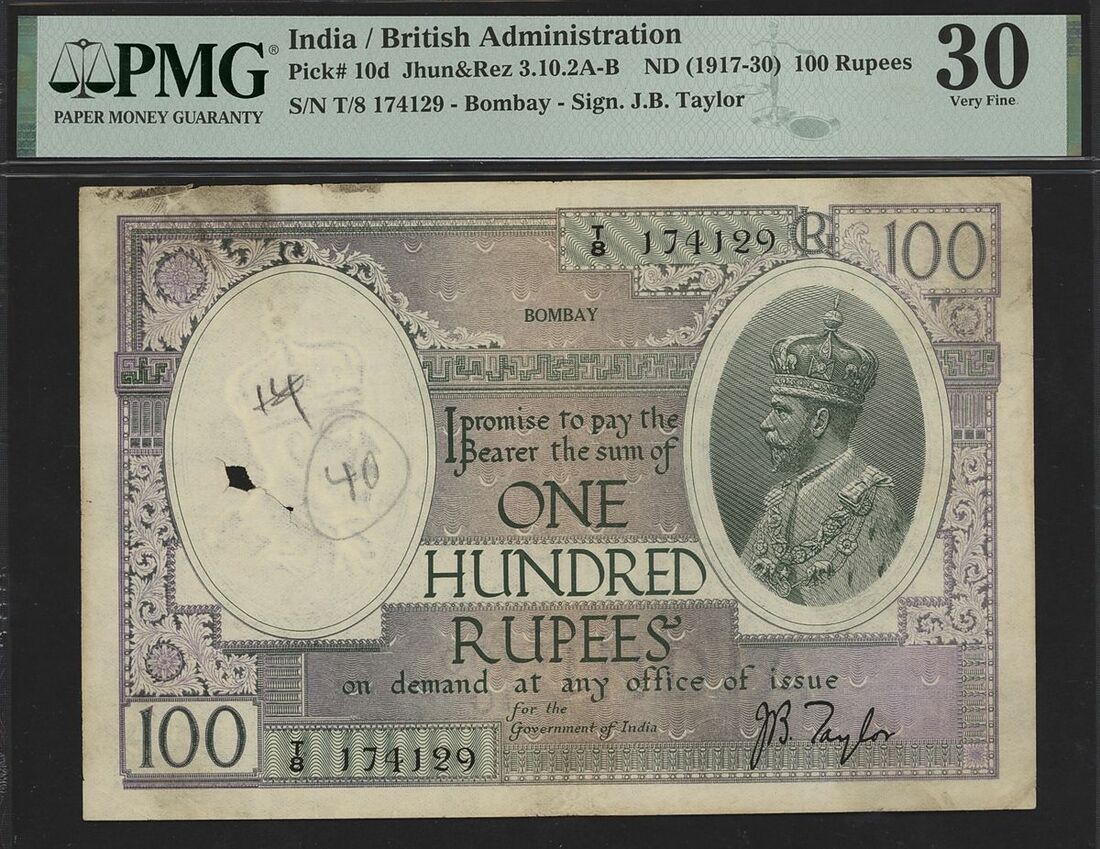 PMG®
PAPER MONEY GUARANTY
India / British Administration
Pick# 10d Jhun&Rez 3.10.2A-B ND (1917-30) 100 Rupees
S/N T/8 174129 - Bombay - Sign. J.B. Taylor
30
Very Fine
T/8 174129
R
100
BOMBAY
14
40
I promise to pay the
Bearer the sum of
ONE
HUNDRED
RUPEES
on demand at any office of issue
for the
Government of India
J.B. Taylor
100
T/8 174129